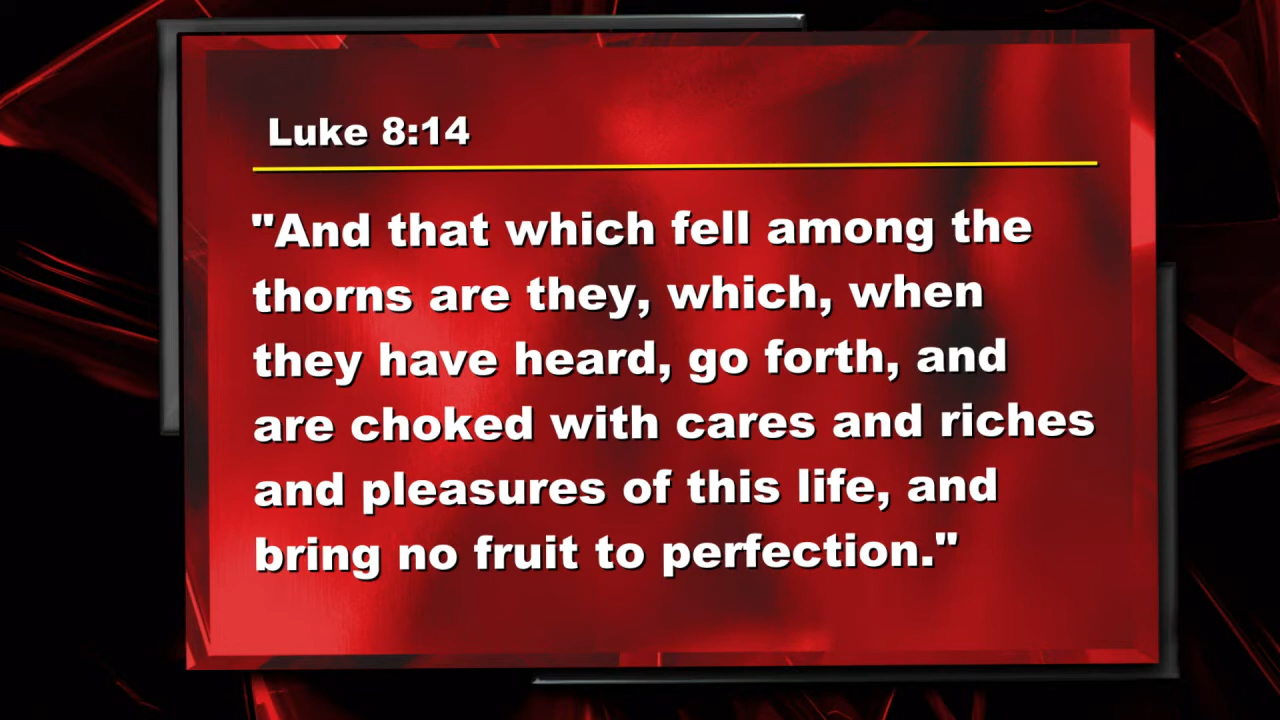 Luke 8:14
"And that which fell among the
thorns are they, which, when
they have heard, go forth, and
are choked with cares and riches
and pleasures of this life, and
bring no fruit to perfection."